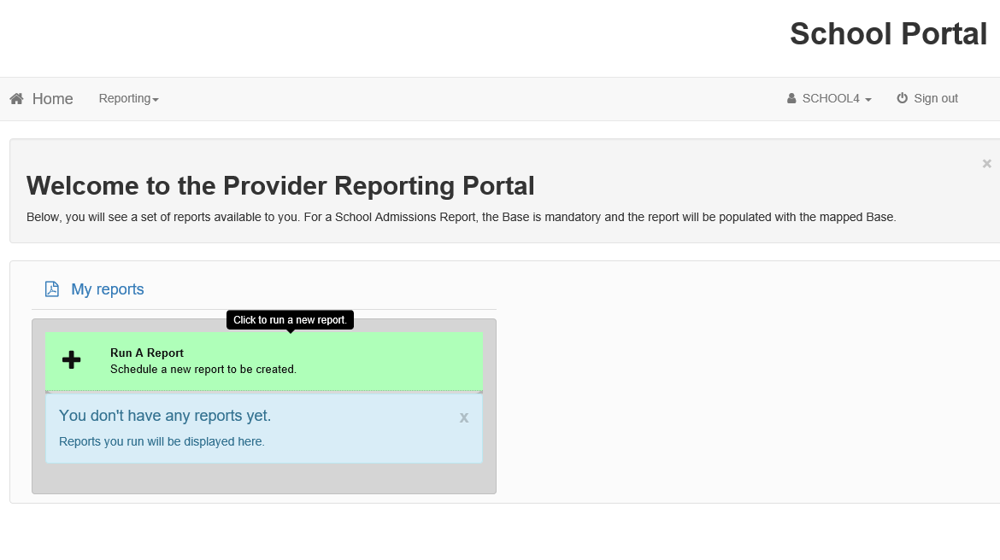 School Portal
Home Reporting SCHOOL4 Sign out
×
Welcome to the Provider Reporting Portal
Below, you will see a set of reports available to you. For a School Admissions Report, the Base is mandatory and the report will be populated with the mapped Base.
My reports
Click to run a new report.
Run A Report
Schedule a new report to be created.
You don't have any reports yet. x
Reports you run will be displayed here.